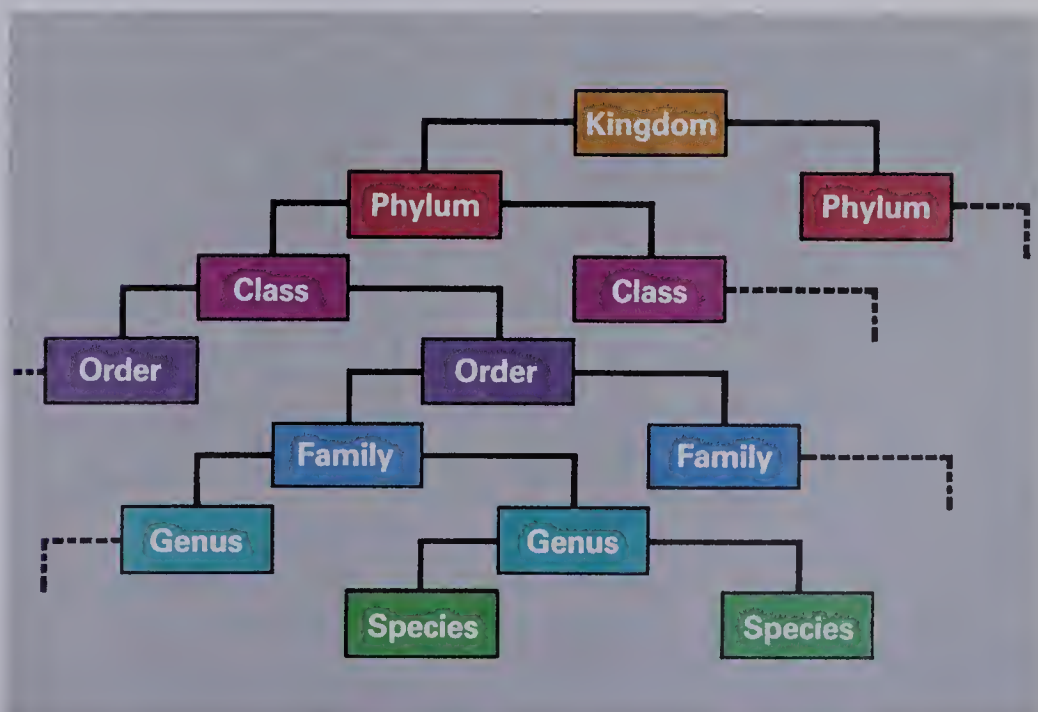 Kingdom
Phylum
Phylum
Class
Class
Order
Order
Family
Family
Genus
Genus
Species
Species